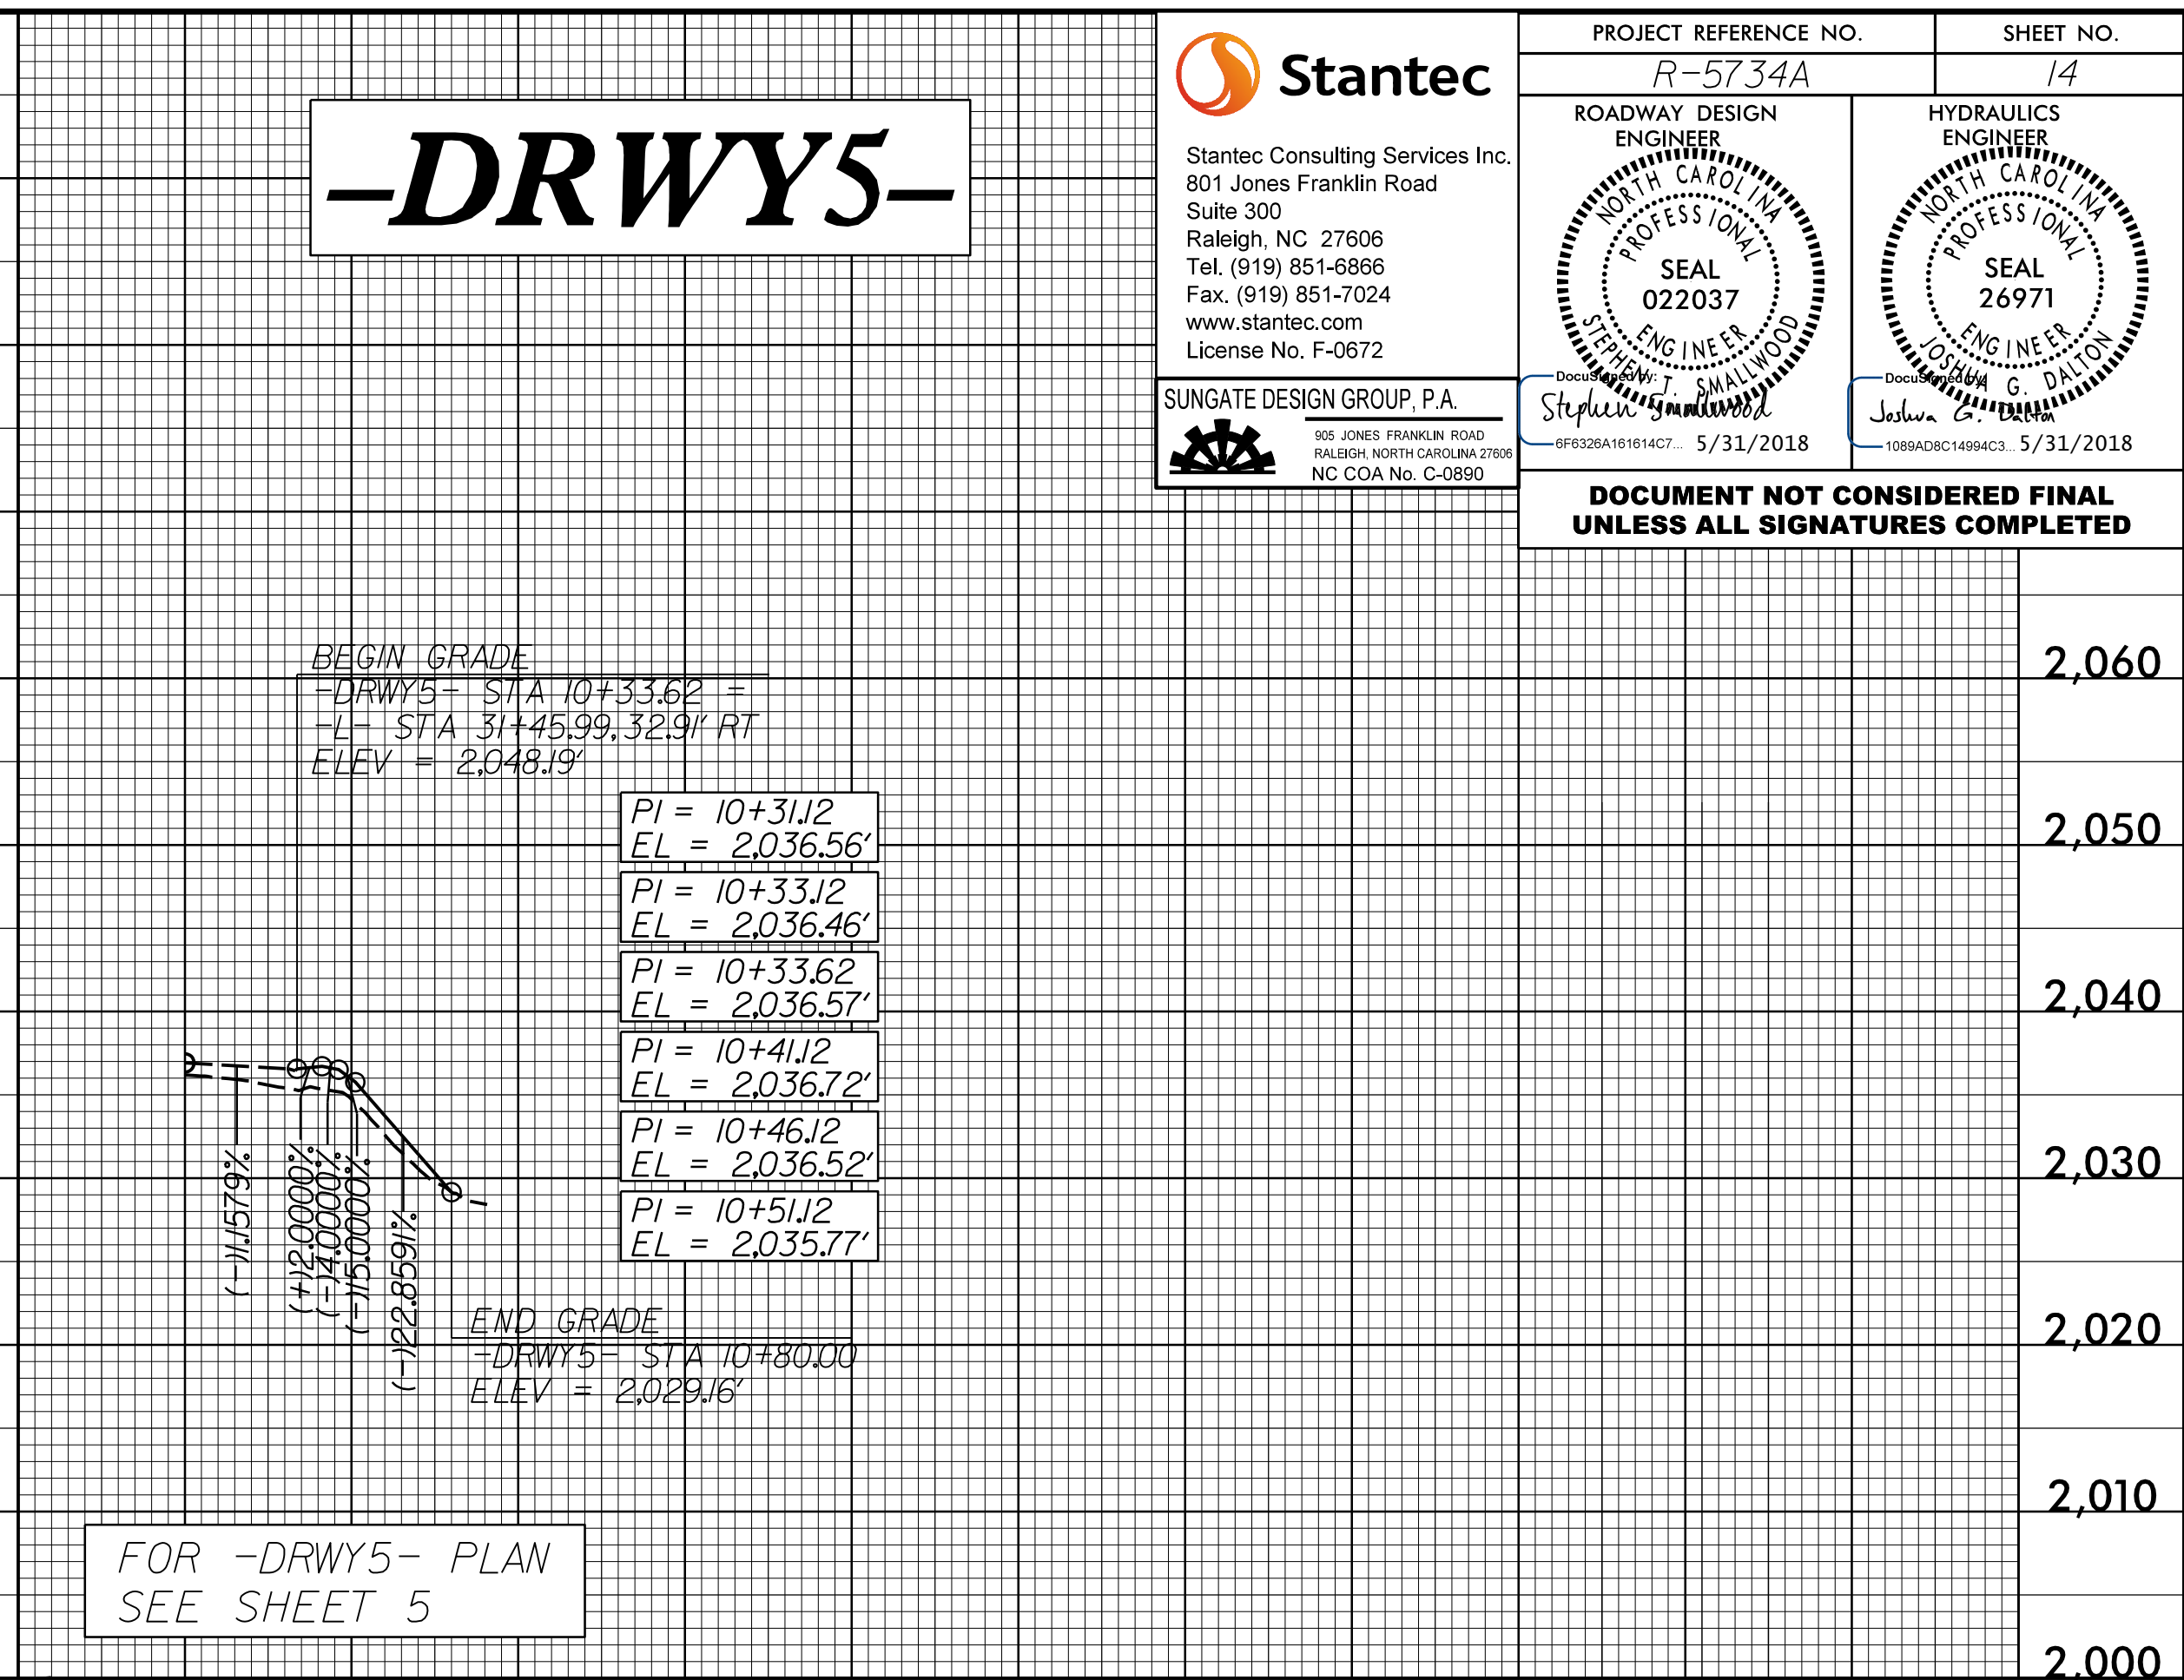 -DRWY5-
Stantec
Stantec Consulting Services Inc.
801 Jones Franklin Road
Suite 300
Raleigh, NC 27606
Tel. (919) 851-6866
Fax. (919) 851-7024
www.stantec.com
License No. F-0672
SUNGATE DESIGN GROUP, P.A.
905 JONES FRANKLIN ROAD
RALEIGH, NORTH CAROLINA 27606
NC COA No. C-0890
PROJECT REFERENCE NO.
SHEET NO.
R-5734A
14
ROADWAY DESIGN
ENGINEER
NORTH CAROLINA
PROFESSIONAL
SEAL
022037
ENGINEER
STEPHEN T. SMALLWOOD
DocuSigned by:
Stephen Smallwood
6F6326A161614C7...
5/31/2018
HYDRAULICS
ENGINEER
NORTH CAROLINA
PROFESSIONAL
SEAL
26971
ENGINEER
JOSHUA G. DALTON
DocuSigned by:
Joshua G. Dalton
1089AD8C14994C3...
5/31/2018
DOCUMENT NOT CONSIDERED FINAL
UNLESS ALL SIGNATURES COMPLETED
BEGIN GRADE
-DRWY5- STA 10+33.62 =
-L- STA 31+45.99, 32.91' RT
ELEV = 2,048.19'
PI = 10+31.12
EL = 2,036.56'
PI = 10+33.12
EL = 2,036.46'
PI = 10+33.62
EL = 2,036.57'
PI = 10+41.12
EL = 2,036.72'
PI = 10+46.12
EL = 2,036.52'
PI = 10+51.12
EL = 2,035.77'
(-)1.1579%
(+)2.0000%
(-)4.0000%
(-)15.0000%
(-)22.8591%
END GRADE
-DRWY5- STA 10+80.00
ELEV = 2,029.16'
2,060
2,050
2,040
2,030
2,020
2,010
2,000
FOR -DRWY5- PLAN
SEE SHEET 5